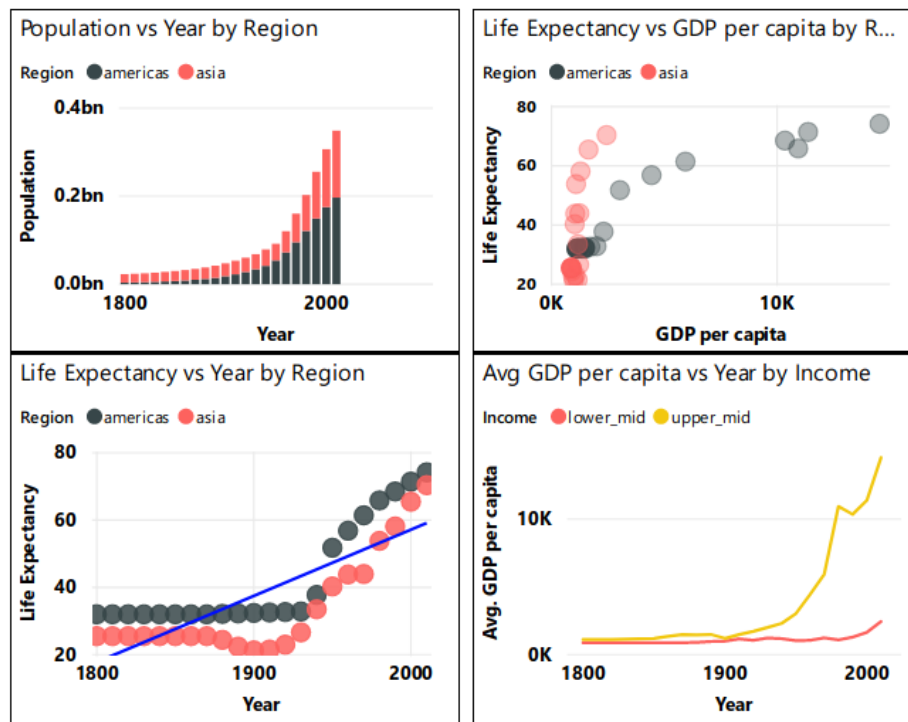 Population vs Year by Region
Region americas asia
0.4bn
0.2bn
0.0bn
Population
1800 2000
Year
Life Expectancy vs GDP per capita by R...
Region americas asia
80
60
40
20
Life Expectancy
0K 10K
GDP per capita
Life Expectancy vs Year by Region
Region americas asia
80
60
40
20
Life Expectancy
1800 1900 2000
Year
Avg GDP per capita vs Year by Income
Income lower_mid upper_mid
10K
0K
Avg. GDP per capita
1800 1900 2000
Year